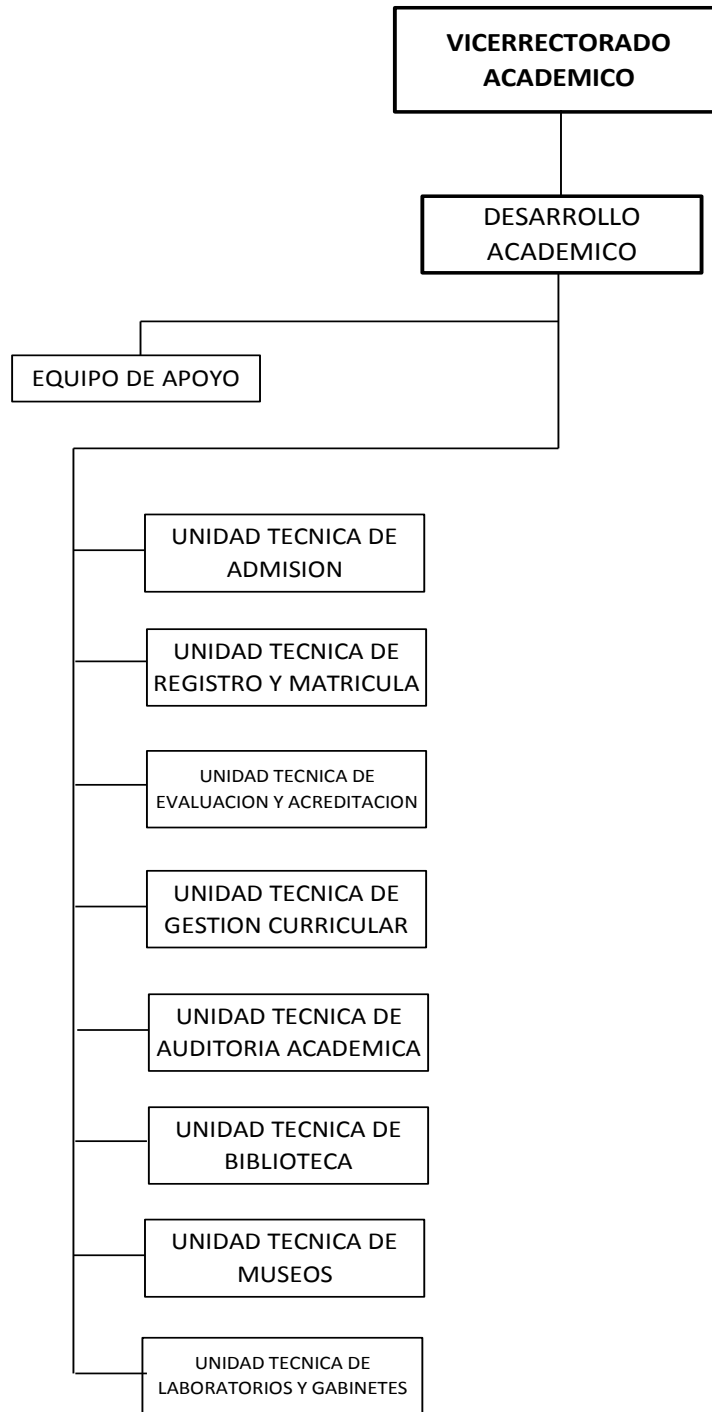 VICERRECTORADO
ACADEMICO
DESARROLLO
ACADEMICO
EQUIPO DE APOYO
UNIDAD TECNICA DE
ADMISION
UNIDAD TECNICA DE
REGISTRO Y MATRICULA
UNIDAD TECNICA DE
EVALUACION Y ACREDITACION
UNIDAD TECNICA DE
GESTION CURRICULAR
UNIDAD TECNICA DE
AUDITORIA ACADEMICA
UNIDAD TECNICA DE
BIBLIOTECA
UNIDAD TECNICA DE
MUSEOS
UNIDAD TECNICA DE
LABORATORIOS Y GABINETES